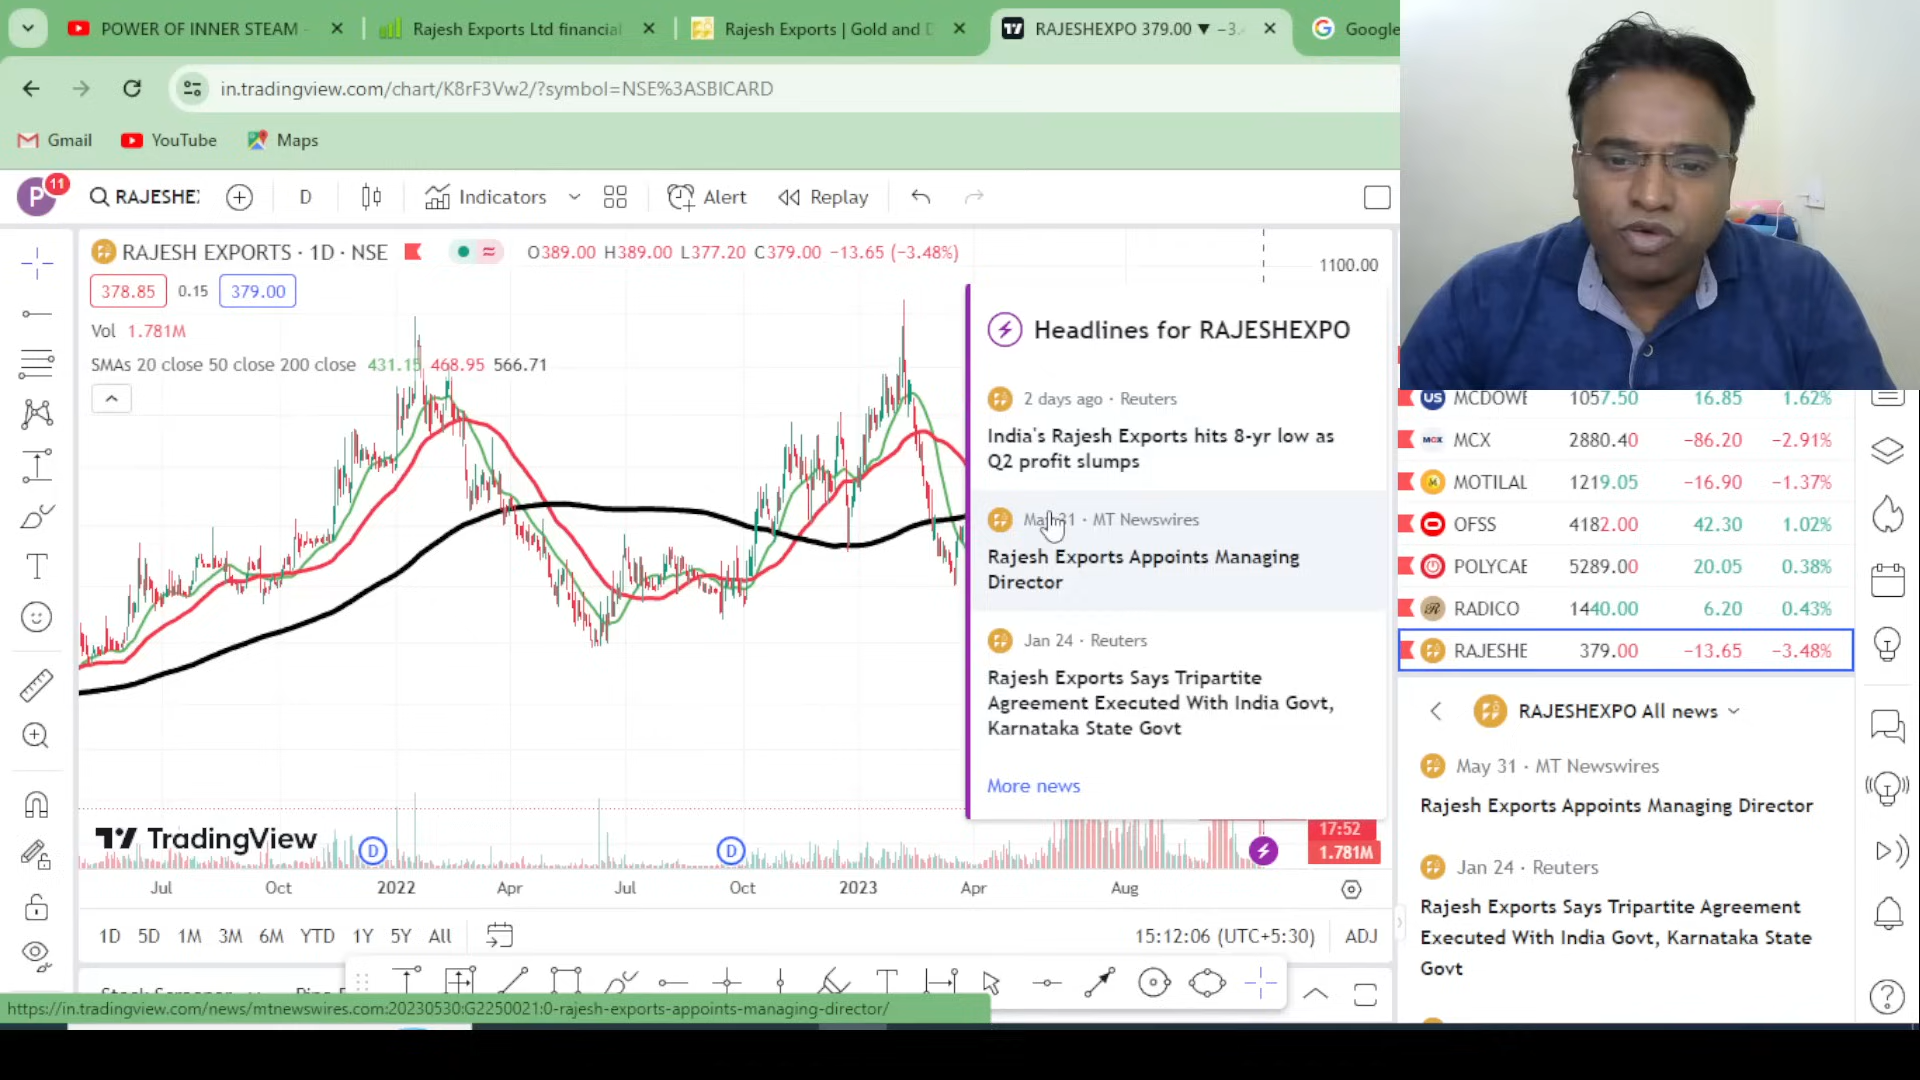 POWER OF INNER STEAM -
Rajesh Exports Ltd financial
Rajesh Exports | Gold and D
RAJESHEXPO 379.00 ▼ −3.
Google
in.tradingview.com/chart/K8rF3Vw2/?symbol=NSE%3ASBICARD
Gmail
YouTube
Maps
P
11
RAJESHE
D
Indicators
Alert
Replay
RAJESH EXPORTS · 1D · NSE
O389.00 H389.00 L377.20 C379.00 −13.65 (−3.48%)
378.85
0.15
379.00
Vol 1.781M
SMAs 20 close 50 close 200 close 431.15 468.95 566.71
1100.00
Headlines for RAJESHEXPO
2 days ago · Reuters
India's Rajesh Exports hits 8-yr low as
Q2 profit slumps
May 31 · MT Newswires
Rajesh Exports Appoints Managing
Director
Jan 24 · Reuters
Rajesh Exports Says Tripartite
Agreement Executed With India Govt,
Karnataka State Govt
More news
17:52
1.781M
TradingView
D
D
Jul
Oct
2022
Apr
Jul
Oct
2023
Apr
Aug
1D 5D 1M 3M 6M YTD 1Y 5Y All
15:12:06 (UTC+5:30)
ADJ
https://in.tradingview.com/news/mtnewswires.com:20230530:G2250021:0-rajesh-exports-appoints-managing-director/
US MCDOWE 1057.50 16.85 1.62%
MCX MCX 2880.40 −86.20 −2.91%
MOTILAL 1219.05 −16.90 −1.37%
OFSS 4182.00 42.30 1.02%
POLYCAE 5289.00 20.05 0.38%
RADICO 1440.00 6.20 0.43%
RAJESHE 379.00 −13.65 −3.48%
RAJESHEXPO All news
May 31 · MT Newswires
Rajesh Exports Appoints Managing Director
Jan 24 · Reuters
Rajesh Exports Says Tripartite Agreement
Executed With India Govt, Karnataka State
Govt